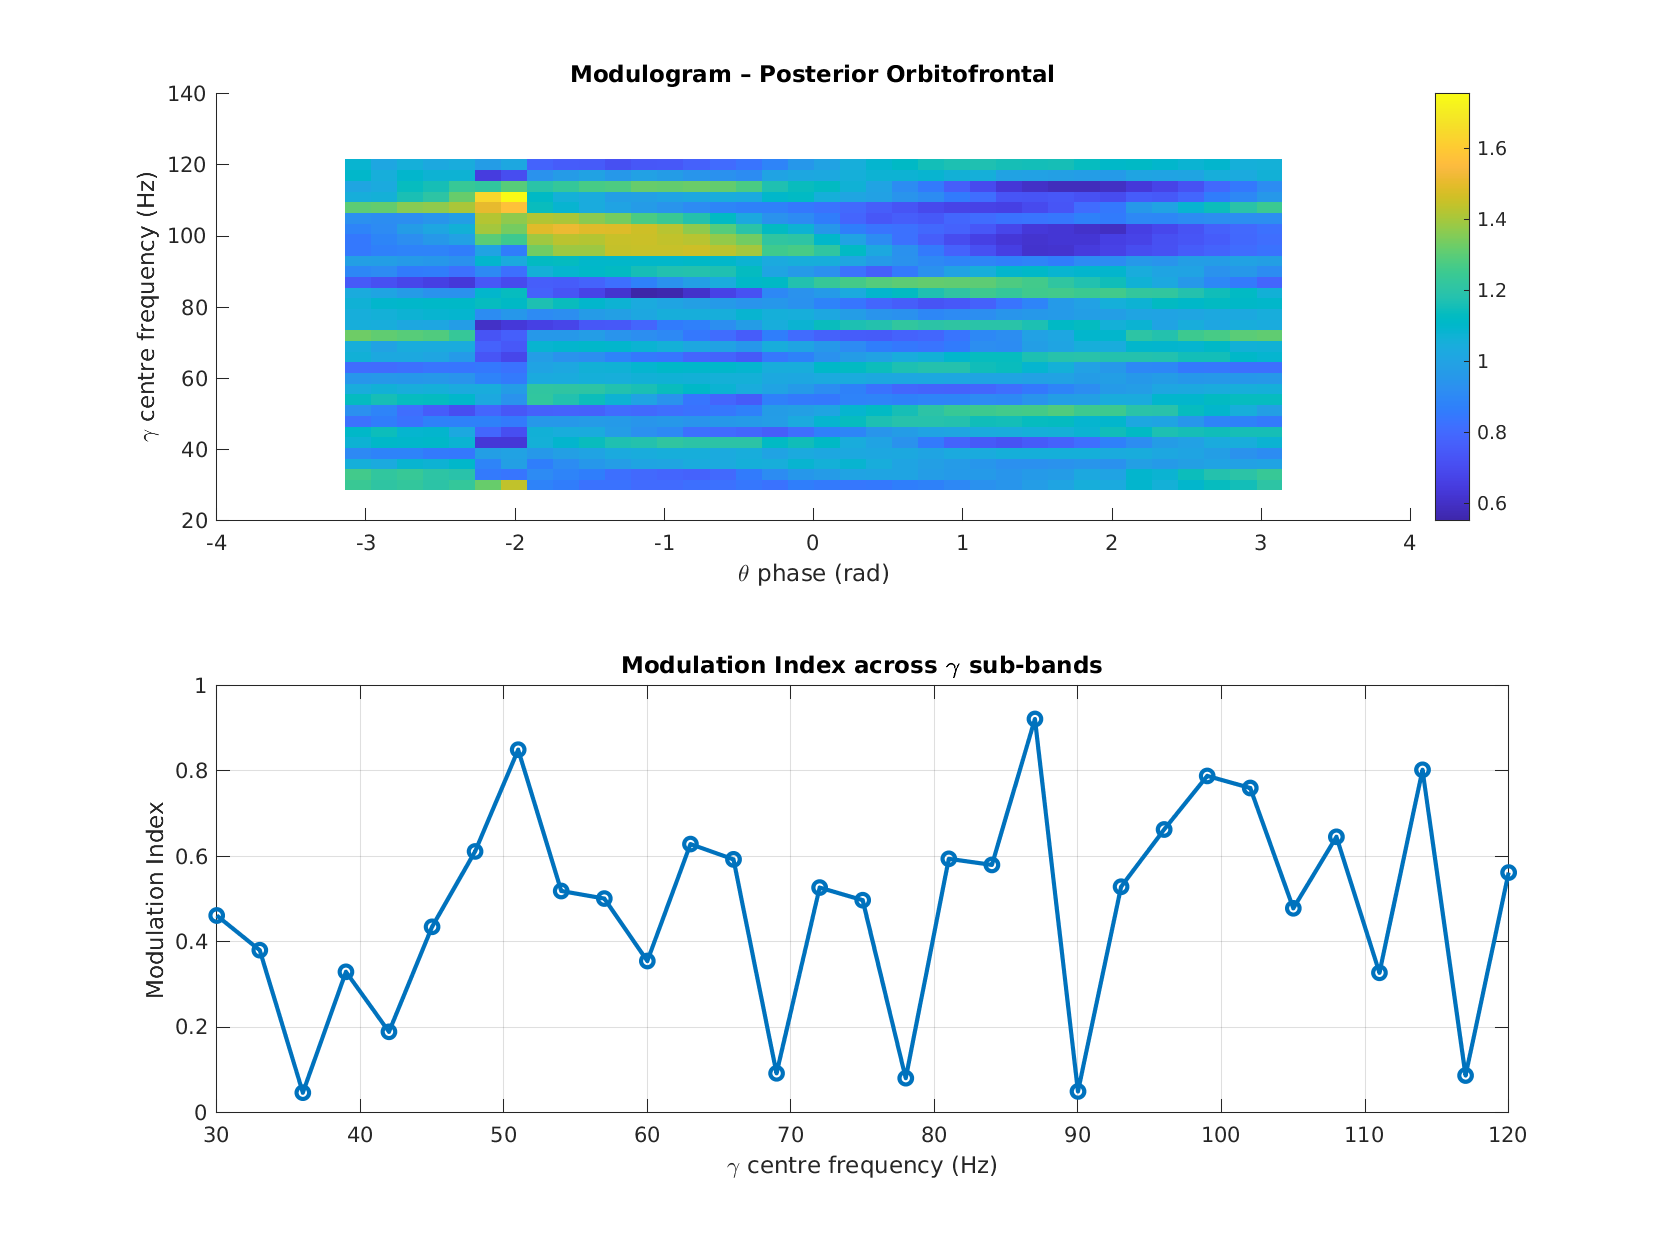 Modulogram – Posterior Orbitofrontal
140
120
100
80
60
40
20
γ centre frequency (Hz)
-4 -3 -2 -1 0 1 2 3 4
θ phase (rad)
1.6
1.4
1.2
1
0.8
0.6
Modulation Index across γ sub-bands
1
0.8
0.6
0.4
0.2
0
Modulation Index
30 40 50 60 70 80 90 100 110 120
γ centre frequency (Hz)